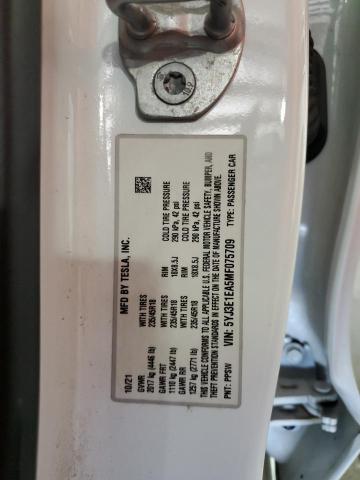 MFD BY TESLA, INC.
10/21
GVWR
2017 kg (4446 lb)
GAWR FRT WITH TIRES RIM COLD TIRE PRESSURE
1110 kg (2447 lb) 235/45R18 18X8.5J 290 kPa, 42 psi
GAWR RR WITH TIRES RIM COLD TIRE PRESSURE
1257 kg (2771 lb) 235/45R18 18X8.5J 290 kPa, 42 psi
THIS VEHICLE CONFORMS TO ALL APPLICABLE U.S. FEDERAL MOTOR VEHICLE SAFETY, BUMPER, AND
THEFT PREVENTION STANDARDS IN EFFECT ON THE DATE OF MANUFACTURE SHOWN ABOVE.
PNT: PPSW VIN: 5YJ3E1EA5MF075709 TYPE: PASSENGER CAR